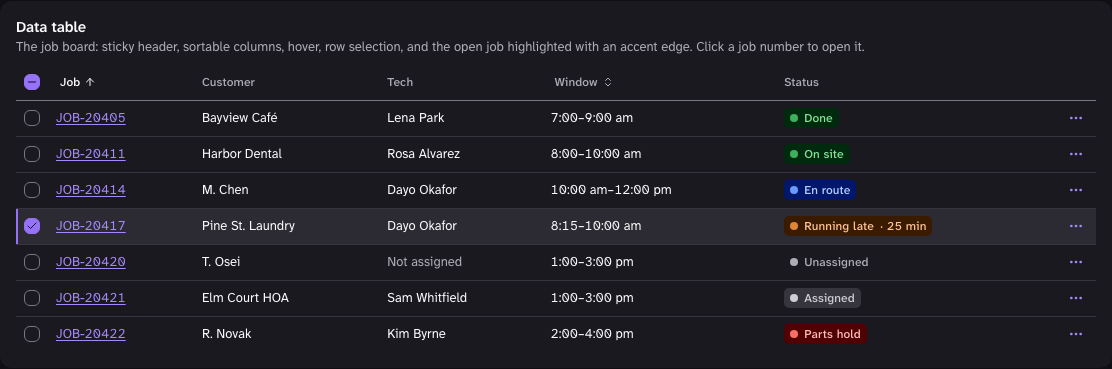 Data table
The job board: sticky header, sortable columns, hover, row selection, and the open job highlighted with an accent edge. Click a job number to open it.
Job Customer Tech Window Status
JOB-20405 Bayview Café Lena Park 7:00–9:00 am Done
JOB-20411 Harbor Dental Rosa Alvarez 8:00–10:00 am On site
JOB-20414 M. Chen Dayo Okafor 10:00 am–12:00 pm En route
JOB-20417 Pine St. Laundry Dayo Okafor 8:15–10:00 am Running late · 25 min
JOB-20420 T. Osei Not assigned 1:00–3:00 pm Unassigned
JOB-20421 Elm Court HOA Sam Whitfield 1:00–3:00 pm Assigned
JOB-20422 R. Novak Kim Byrne 2:00–4:00 pm Parts hold